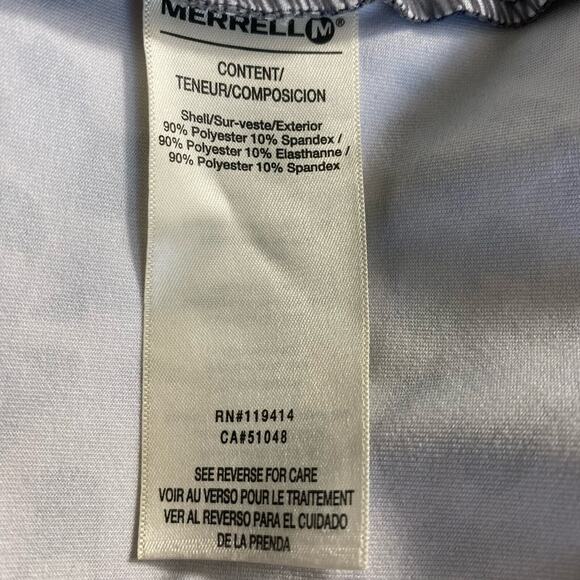 MERRELL M®
CONTENT/
TENEUR/COMPOSICION
Shell/Sur-veste/Exterior
90% Polyester 10% Spandex /
90% Polyester 10% Elasthanne /
90% Polyester 10% Spandex
RN#119414
CA#51048
SEE REVERSE FOR CARE
VOIR AU VERSO POUR LE TRAITEMENT
VER AL REVERSO PARA EL CUIDADO
DE LA PRENDA